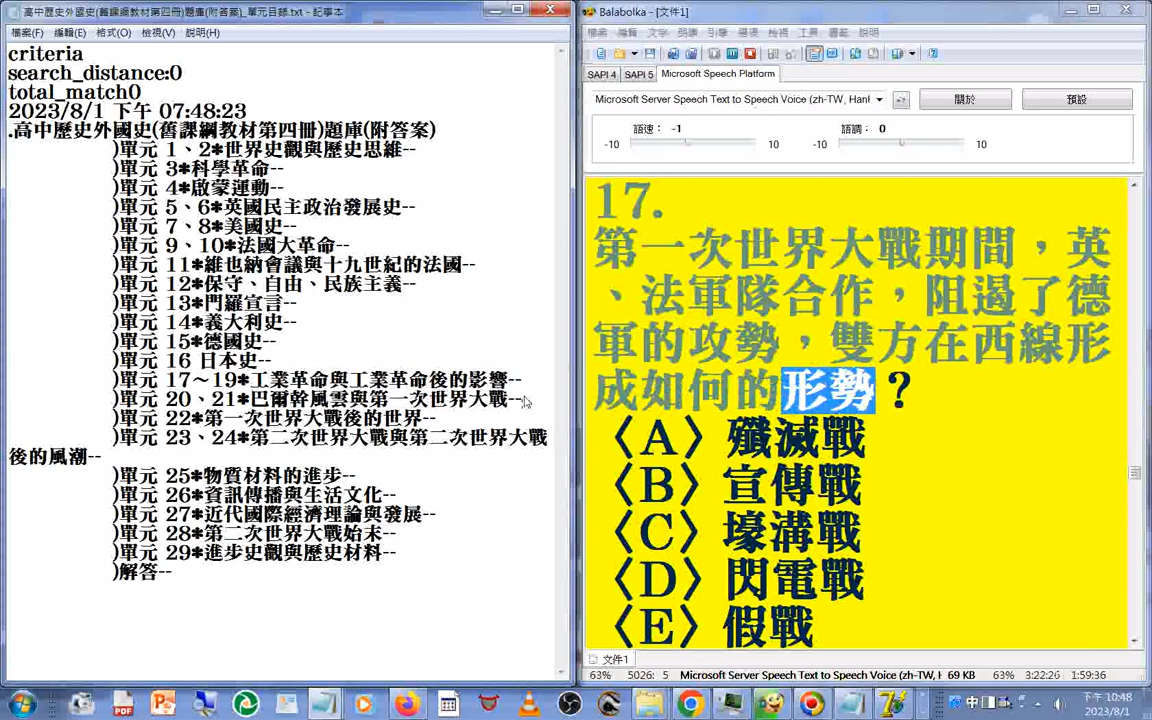 高中歷史外國史(舊課綱教材第四冊)題庫(附答案)_單元目錄.txt - 記事本
檔案(F) 編輯(E) 格式(O) 檢視(V) 說明(H)
criteria
search_distance:0
total_match0
2023/8/1 下午 07:48:23
.高中歷史外國史(舊課綱教材第四冊)題庫(附答案)
)單元 1、2*世界史觀與歷史思維--
)單元 3*科學革命--
)單元 4*啟蒙運動--
)單元 5、6*英國民主政治發展史--
)單元 7、8*美國史--
)單元 9、10*法國大革命--
)單元 11*維也納會議與十九世紀的法國--
)單元 12*保守、自由、民族主義--
)單元 13*門羅宣言--
)單元 14*義大利史--
)單元 15*德國史--
)單元 16 日本史--
)單元 17～19*工業革命與工業革命後的影響--
)單元 20、21*巴爾幹風雲與第一次世界大戰--
)單元 22*第一次世界大戰後的世界--
)單元 23、24*第二次世界大戰與第二次世界大戰
後的風潮--
)單元 25*物質材料的進步--
)單元 26*資訊傳播與生活文化--
)單元 27*近代國際經濟理論與發展--
)單元 28*第二次世界大戰始末--
)單元 29*進步史觀與歷史材料--
)解答--
Balabolka - [文件1]
檔案 編輯 文字 朗讀 引擎 選項 檢視 工具 書籤 說明
SAPI 4 SAPI 5 Microsoft Speech Platform
Microsoft Server Speech Text to Speech Voice (zh-TW, Hanl
關於 預設
語速： -1 語調： 0
-10 10 -10 10
17.
第一次世界大戰期間，英
、法軍隊合作，阻遏了德
軍的攻勢，雙方在西線形
成如何的形勢？
〈A〉 殲滅戰
〈B〉 宣傳戰
〈C〉 壕溝戰
〈D〉 閃電戰
〈E〉 假戰
文件1
63% 5026: 5 Microsoft Server Speech Text to Speech Voice (zh-TW, H 69 KB 63% 3:22:26 1:59:36
中
下午 10:48
2023/8/1